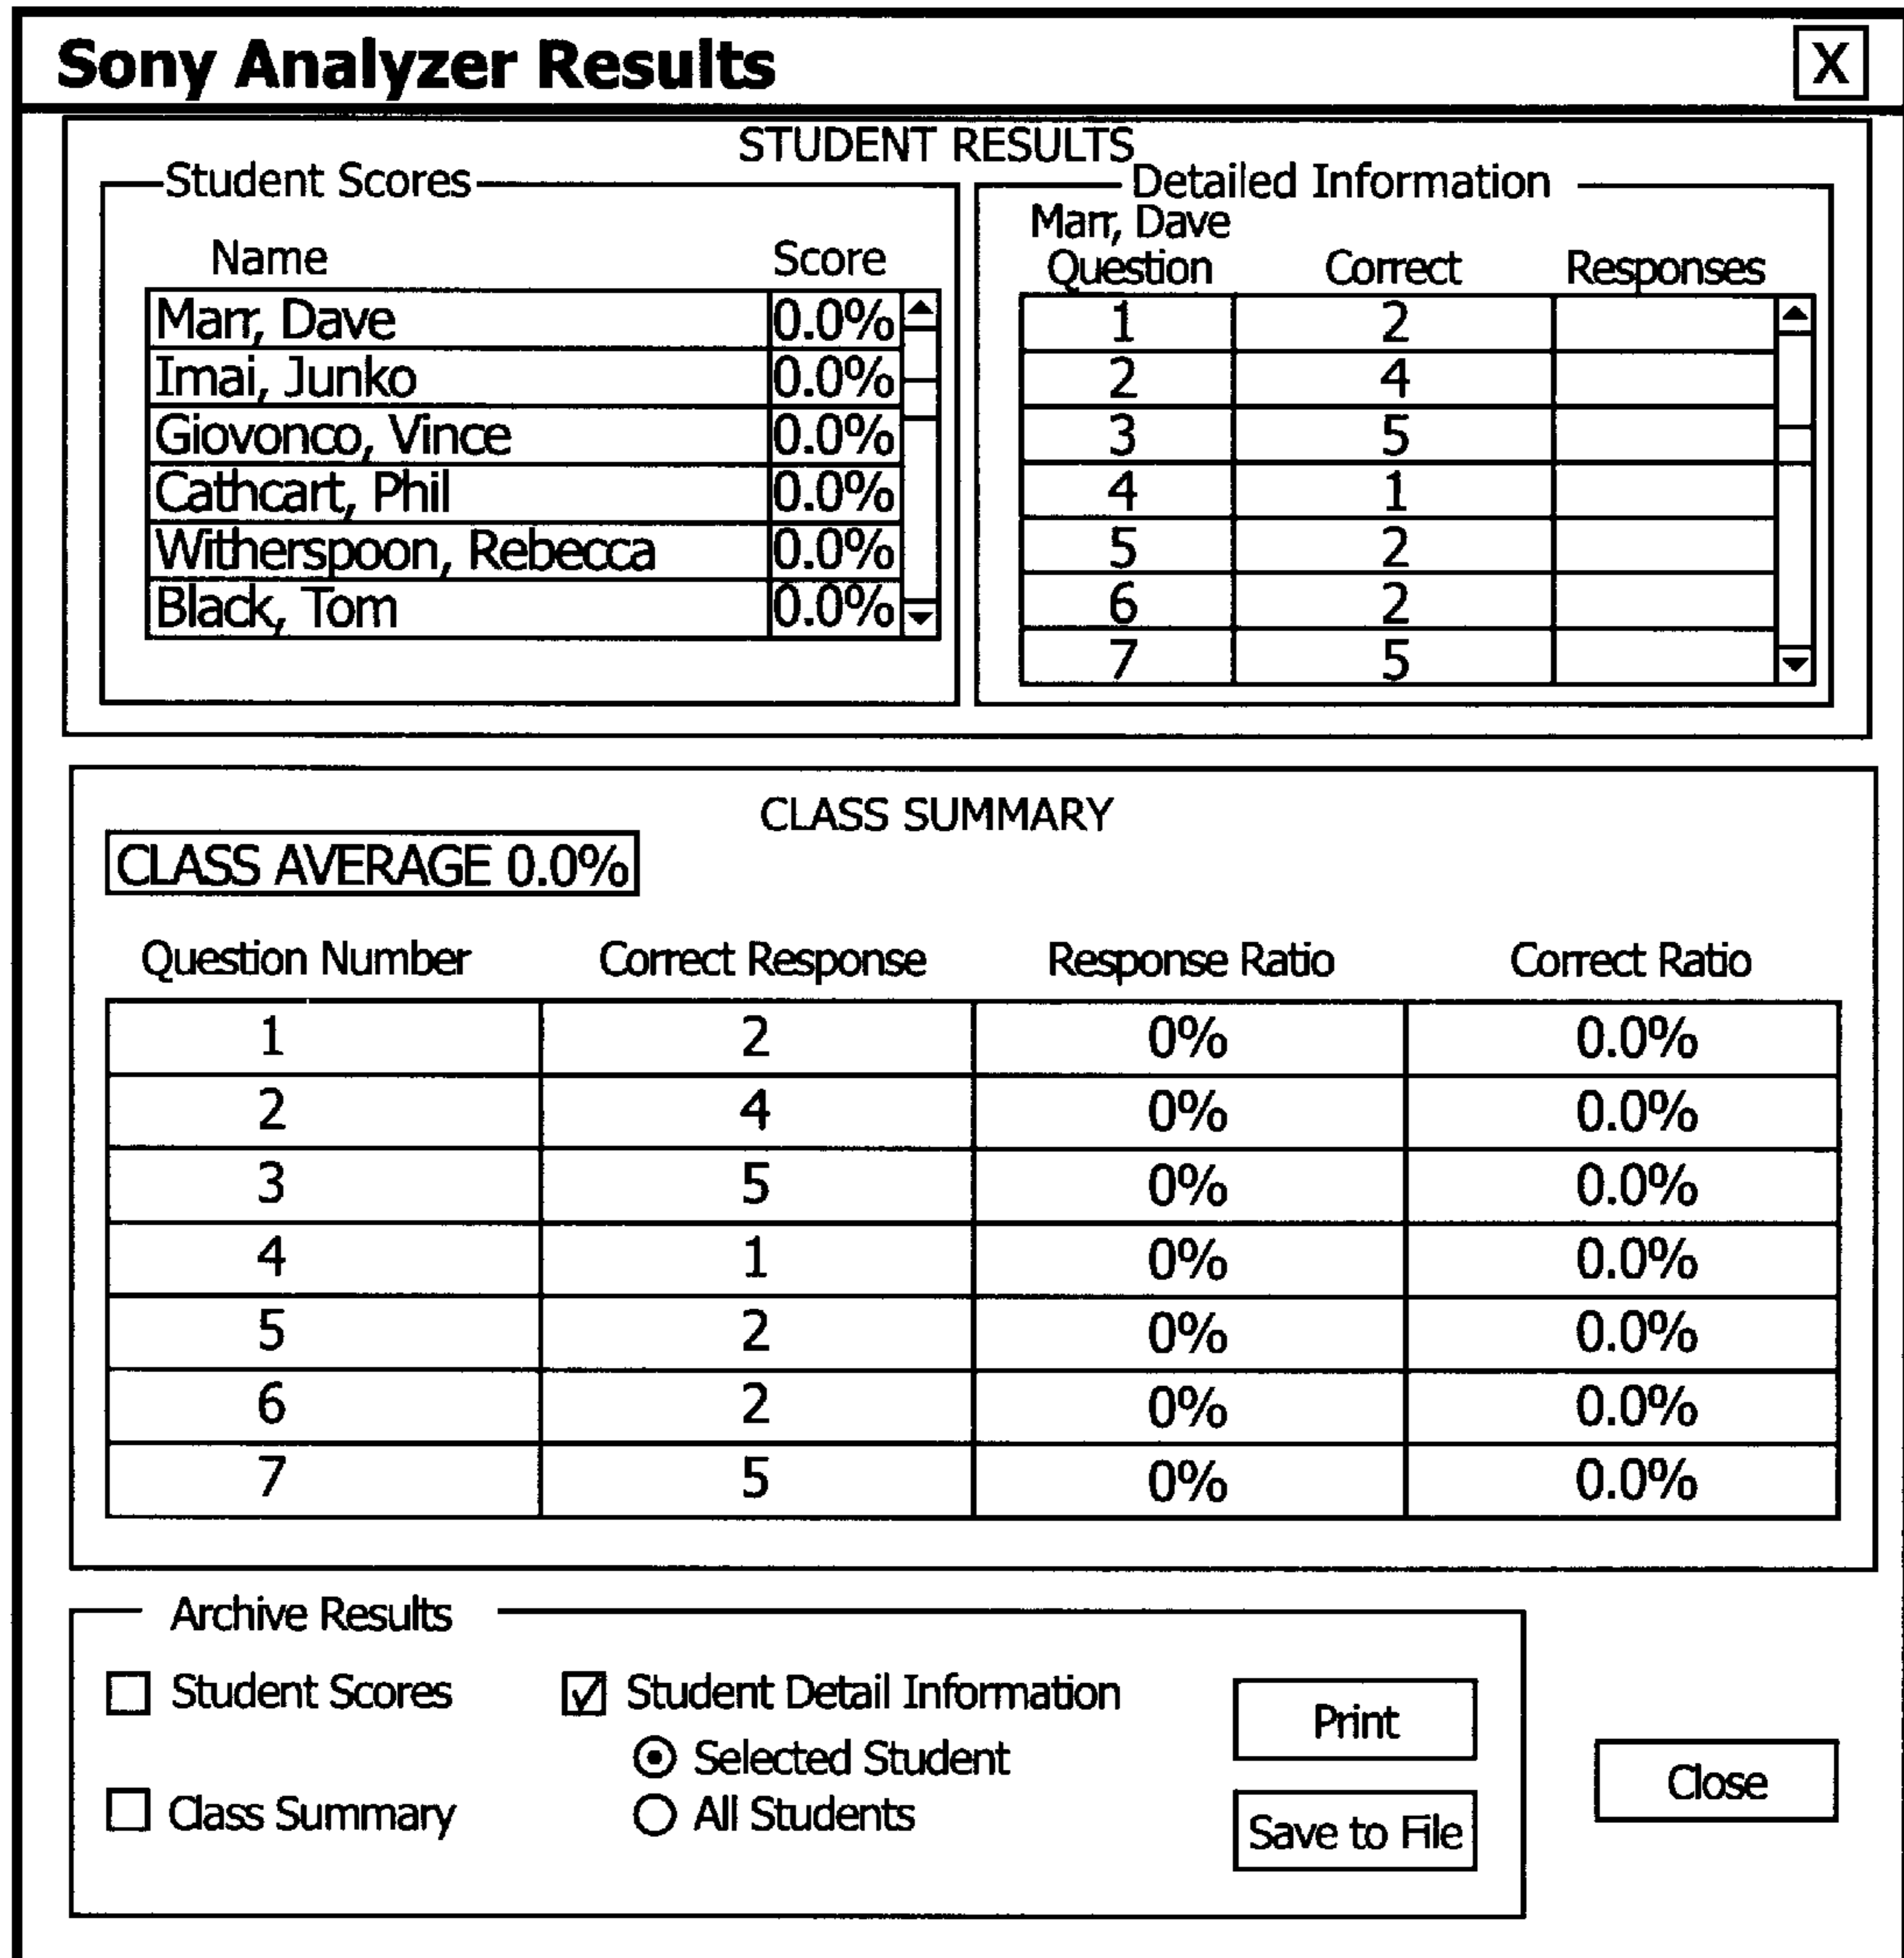 Sony Analyzer Results X
STUDENT RESULTS
Student Scores
Name Score
Marr, Dave 0.0%
Imai, Junko 0.0%
Giovonco, Vince 0.0%
Cathcart, Phil 0.0%
Witherspoon, Rebecca 0.0%
Black, Tom 0.0%
Detailed Information
Marr, Dave
Question Correct Responses
1 2
2 4
3 5
4 1
5 2
6 2
7 5
CLASS SUMMARY
CLASS AVERAGE 0.0%
Question Number Correct Response Response Ratio Correct Ratio
1 2 0% 0.0%
2 4 0% 0.0%
3 5 0% 0.0%
4 1 0% 0.0%
5 2 0% 0.0%
6 2 0% 0.0%
7 5 0% 0.0%
Archive Results
Student Scores
Class Summary
Student Detail Information
Selected Student
All Students
Print
Save to File
Close